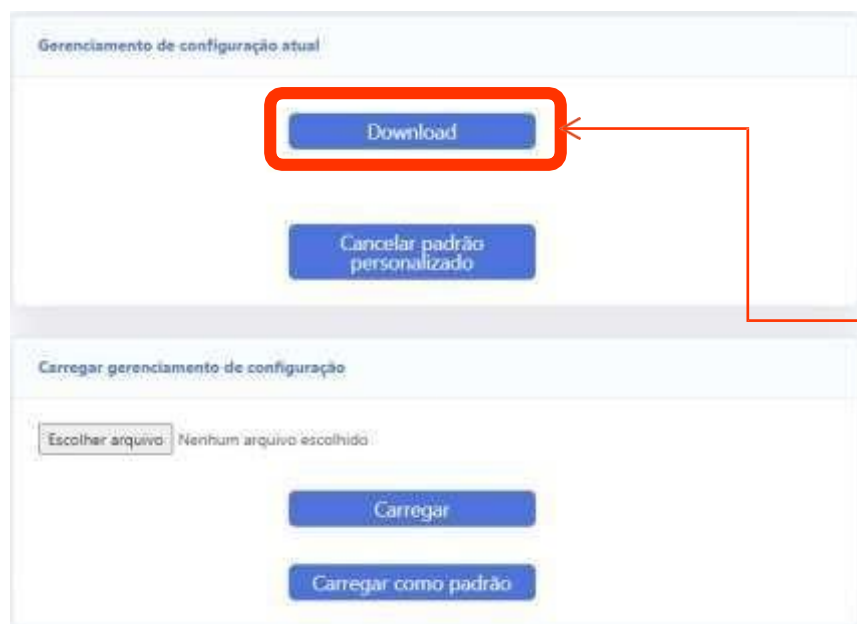 Gerenciamento de configuração atual
Download
Cancelar padrão
personalizado
Carregar gerenciamento de configuração
Escolher arquivo Nenhum arquivo escolhido
Carregar
Carregar como padrão